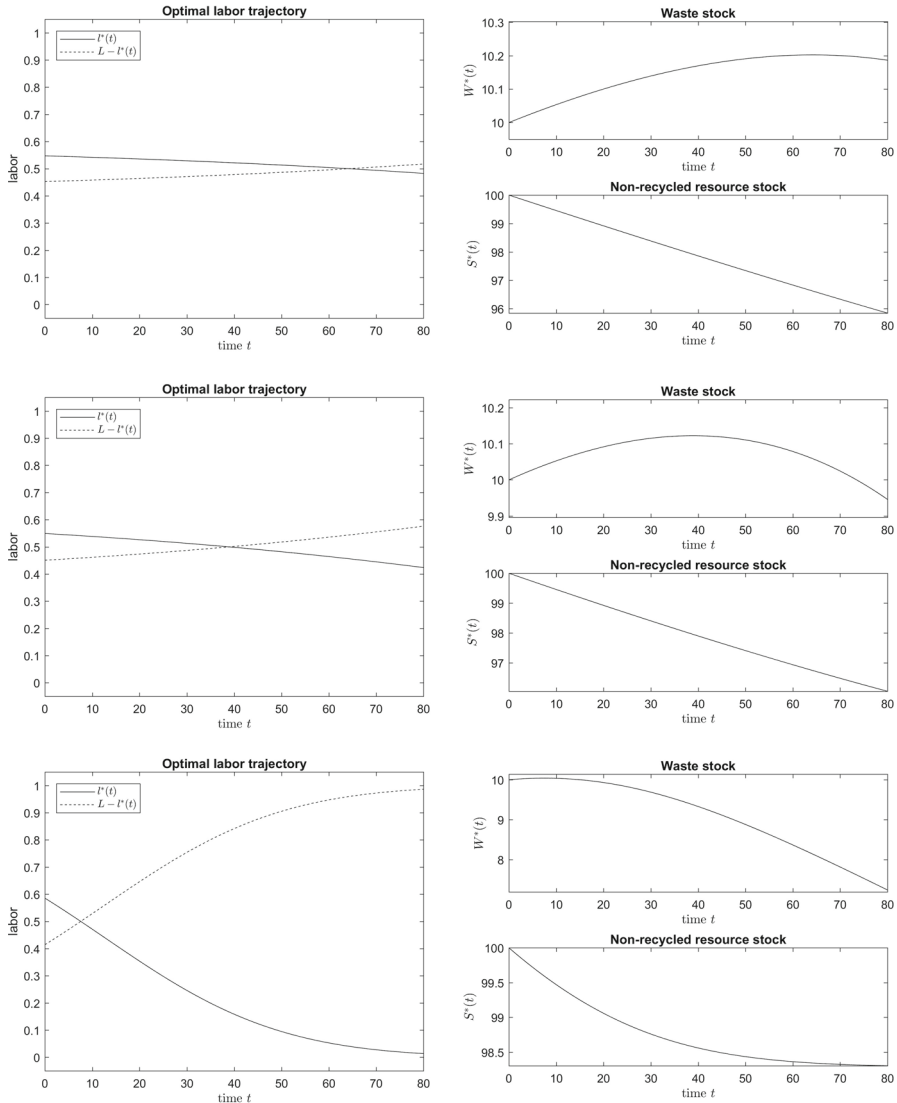 Optimal labor trajectory
1
0.9
0.8
0.7
0.6
0.5
0.4
0.3
0.2
0.1
0
labor
l*(t)
L − l*(t)
0 10 20 30 40 50 60 70 80
time t
Waste stock
10.3
10.2
10.1
10
W*(t)
0 10 20 30 40 50 60 70 80
time t
Non-recycled resource stock
100
99
98
97
96
S*(t)
0 10 20 30 40 50 60 70 80
time t
Optimal labor trajectory
1
0.9
0.8
0.7
0.6
0.5
0.4
0.3
0.2
0.1
0
labor
l*(t)
L − l*(t)
0 10 20 30 40 50 60 70 80
time t
Waste stock
10.2
10.1
10
9.9
W*(t)
0 10 20 30 40 50 60 70 80
time t
Non-recycled resource stock
100
99
98
97
S*(t)
0 10 20 30 40 50 60 70 80
time t
Optimal labor trajectory
1
0.9
0.8
0.7
0.6
0.5
0.4
0.3
0.2
0.1
0
labor
l*(t)
L − l*(t)
0 10 20 30 40 50 60 70 80
time t
Waste stock
10
9
8
W*(t)
0 10 20 30 40 50 60 70 80
time t
Non-recycled resource stock
100
99.5
99
98.5
S*(t)
0 10 20 30 40 50 60 70 80
time t